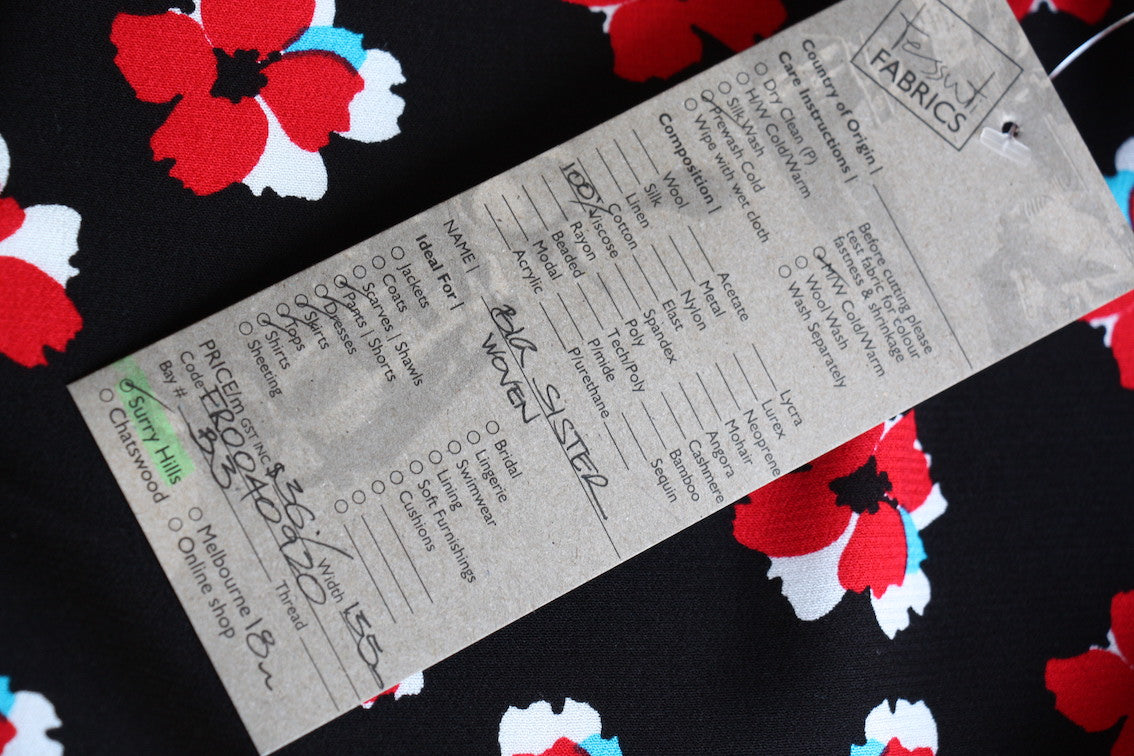 Tessuti
FABRICS
Country of Origin |
Care Instructions |
Dry Clean (P)
H/W Cold/Warm
Silk Wash
Prewash Cold
Wipe with wet cloth
Before cutting please
test fabric for colour
fastness & shrinkage
H/W Cold/Warm
Wool Wash
Wash Separately
Composition |
Wool
Silk
Linen
Cotton
100% Viscose
Rayon
Beaded
Modal
Acrylic
Acetate
Metal
Nylon
Elast
Spandex
Poly
Tech/Poly
P/mide
P/urethane
Lycra
Lurex
Neoprene
Mohair
Angora
Cashmere
Bamboo
Sequin
NAME |
SISTER
WOVEN
Ideal For |
Jackets
Coats
Scarves | Shawls
Pants | Shorts
Dresses
Skirts
Tops
Shirts
Sheeting
Bridal
Lingerie
Swimwear
Lining
Soft Furnishings
Cushions
PRICE/m GST INC $36./ Width 155
Code
Bay # B3. Thread
Surry Hills
Chatswood
Melbourne 18m
Online shop